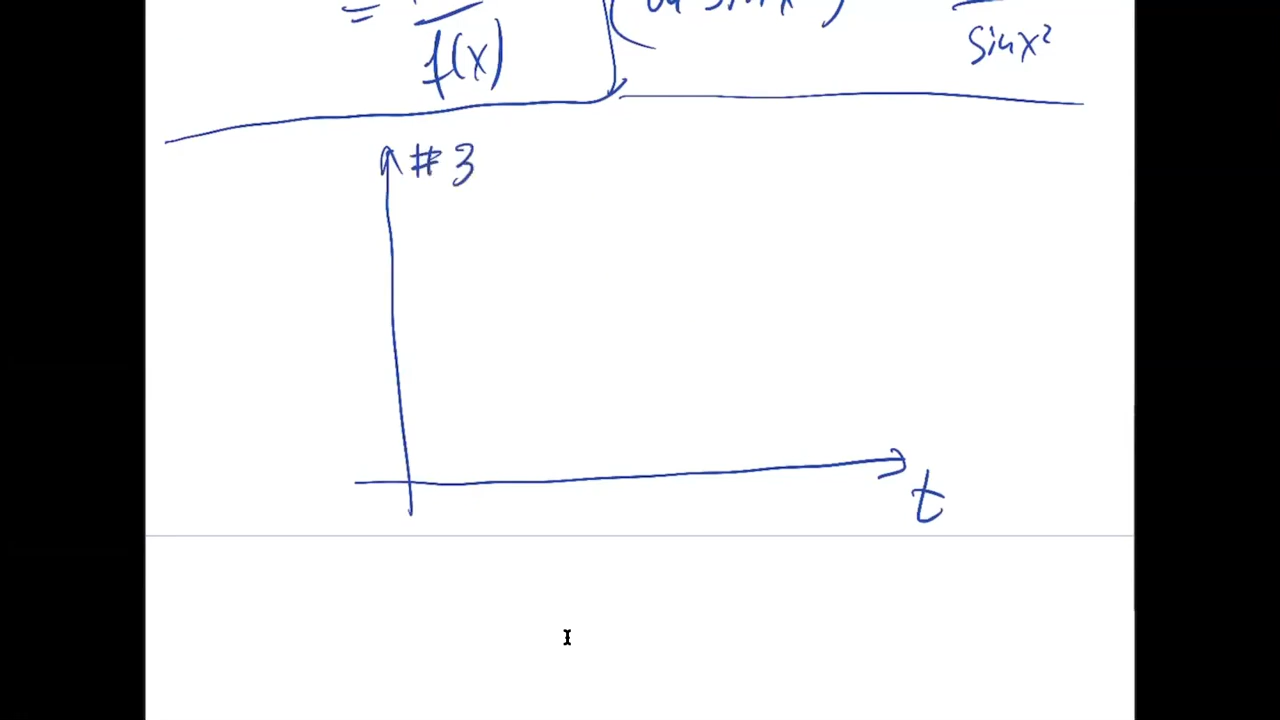 =
f(x)
sin x²
#3
t